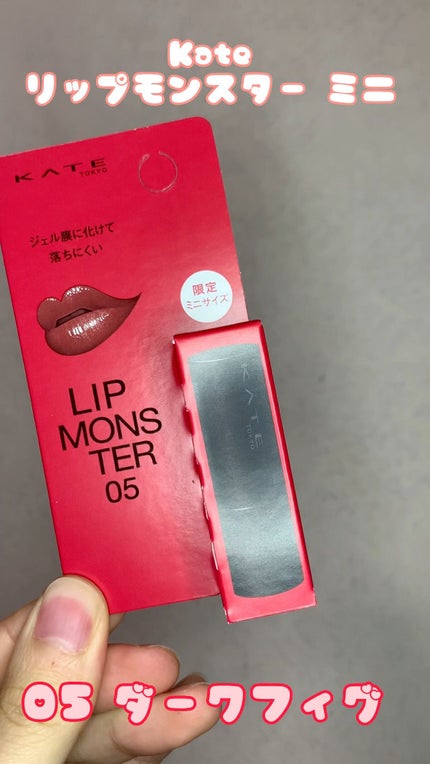 Kate
リップモンスター ミニ
KATE
TOKYO
ジェル膜に化けて
落ちにくい
限定
ミニサイズ
KATE
TOKYO
LIP
MONS
TER
05
05 ダークフィグ